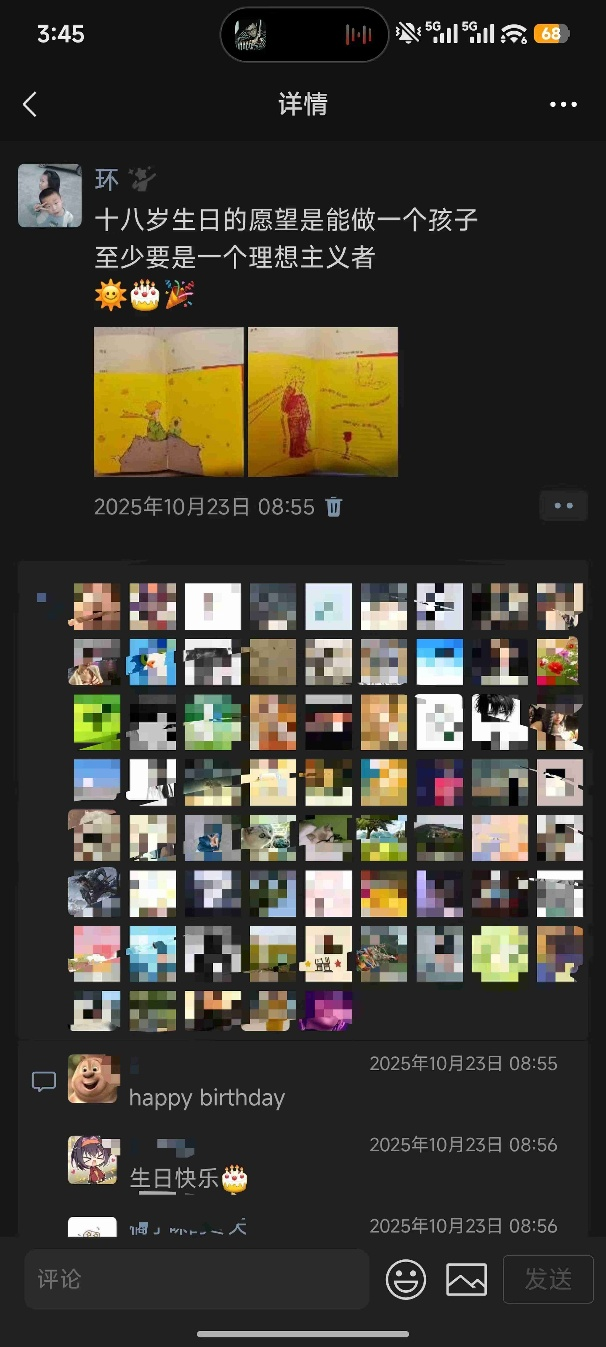 3:45
5G
5G
68
详情
环
十八岁生日的愿望是能做一个孩子
至少要是一个理想主义者
2025年10月23日 08:55
2025年10月23日 08:55
happy birthday
2025年10月23日 08:56
生日快乐
2025年10月23日 08:56
评论
发送